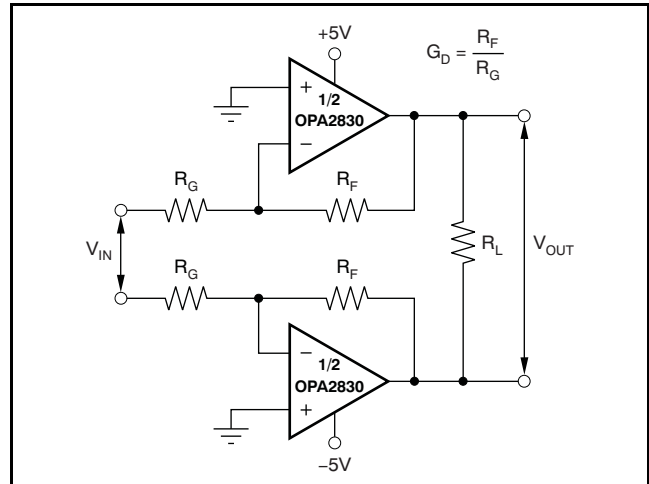 +5V
G_D = R_F / R_G
+
1/2
OPA2830
−
R_G
R_F
V_IN
R_L
V_OUT
R_G
R_F
−
1/2
OPA2830
+
−5V